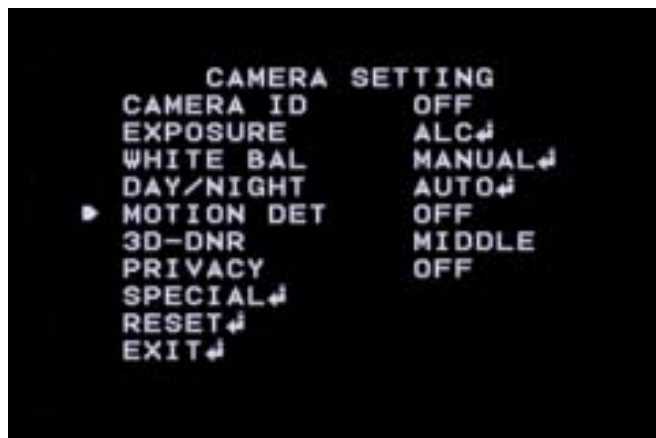 CAMERA SETTING
CAMERA ID OFF
EXPOSURE ALC↲
WHITE BAL MANUAL↲
DAY/NIGHT AUTO↲
MOTION DET OFF
3D-DNR MIDDLE
PRIVACY OFF
SPECIAL↲
RESET↲
EXIT↲